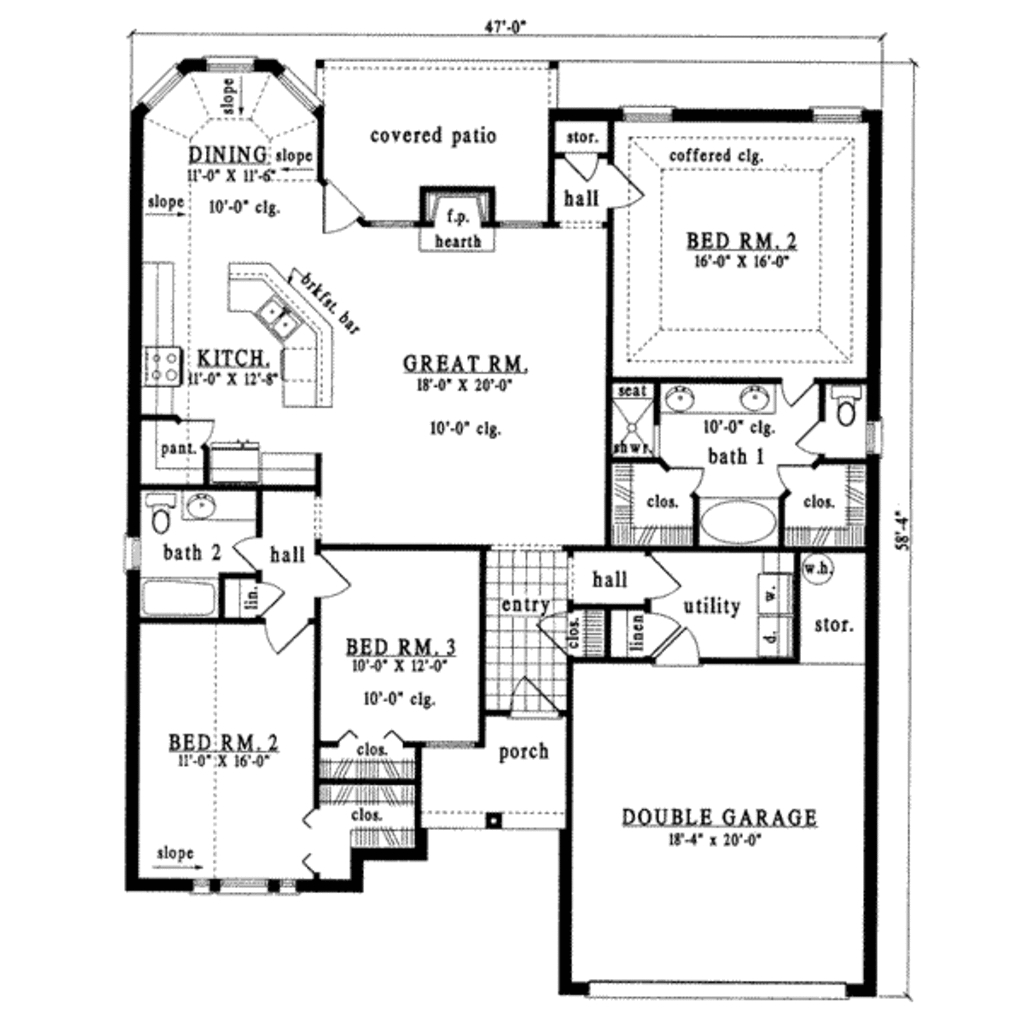 47'-0"
slope
covered patio
stor.
DINING
11'-0" X 11'-6"
slope
coffered clg.
slope
10'-0" clg.
hall
f.p.
hearth
BED RM. 2
16'-0" X 16'-0"
brkfst. bar
KITCH.
11'-0" X 12'-8"
GREAT RM.
18'-0" X 20'-0"
10'-0" clg.
seat
shwr.
10'-0" clg.
bath 1
pant.
clos.
clos.
58'-4"
bath 2
hall
lin.
entry
hall
utility
w.h.
w.
d.
stor.
clos.
linen
BED RM. 3
10'-0" X 12'-0"
10'-0" clg.
BED RM. 2
11'-0" X 16'-0"
clos.
porch
clos.
DOUBLE GARAGE
18'-4" x 20'-0"
slope